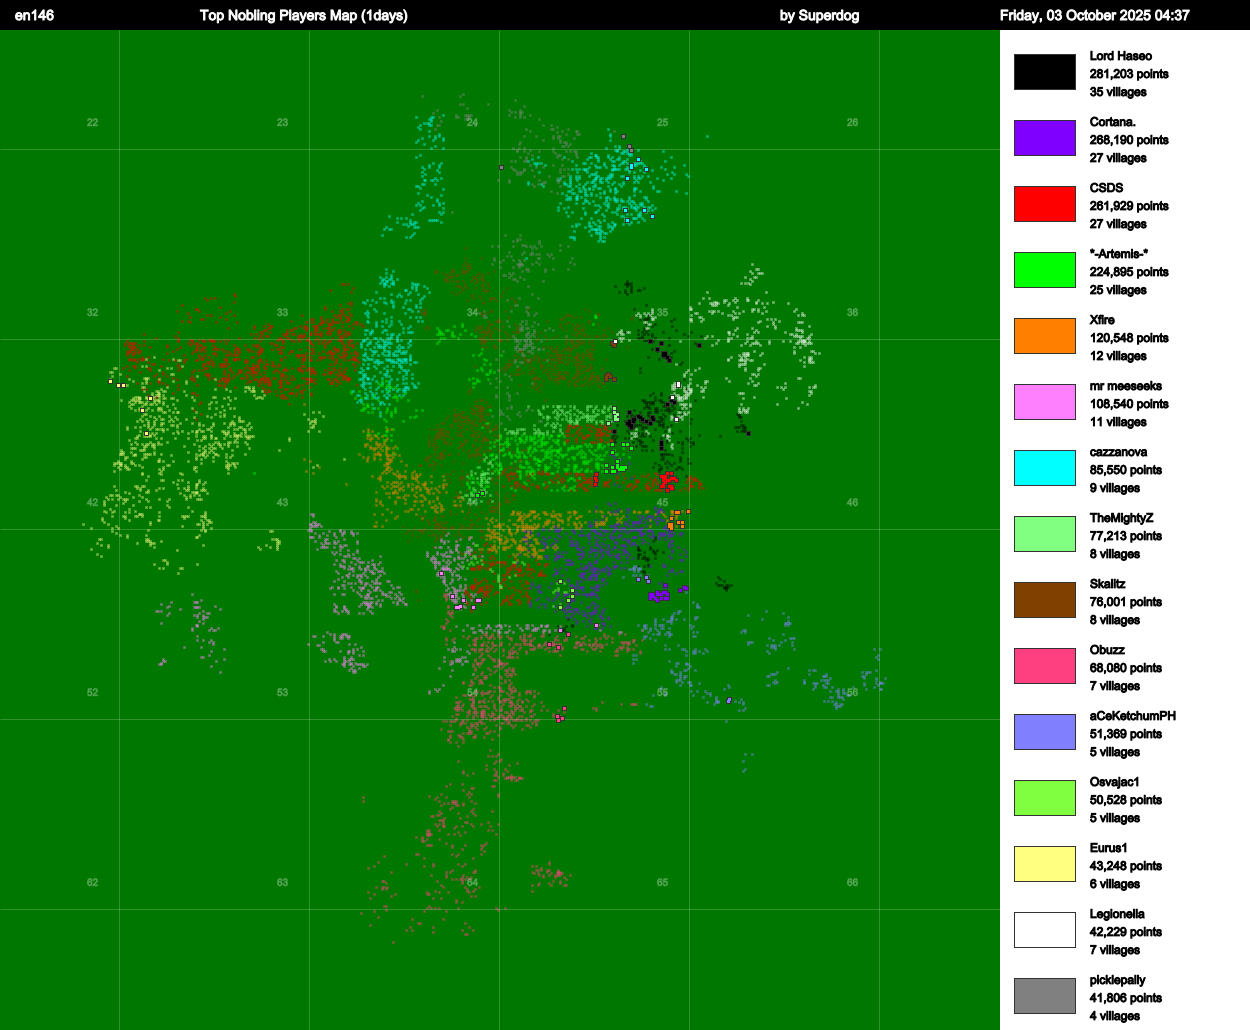 en146 Top Nobling Players Map (1days) by Superdog Friday, 03 October 2025 04:37
22 23 24 25 26
32 33 34 35 36
42 43 44 45 46
52 53 54 55 56
62 63 64 65 66
Lord Haseo
281,203 points
35 villages
Cortana.
268,190 points
27 villages
CSDS
261,929 points
27 villages
*-Artemis-*
224,895 points
25 villages
Xfire
120,548 points
12 villages
mr meeseeks
108,540 points
11 villages
cazzanova
85,550 points
9 villages
TheMightyZ
77,213 points
8 villages
Skalitz
76,001 points
8 villages
Obuzz
68,080 points
7 villages
aCeKetchumPH
51,369 points
5 villages
Osvajac1
50,528 points
5 villages
Eurus1
43,248 points
6 villages
Legionella
42,229 points
7 villages
picklepally
41,806 points
4 villages